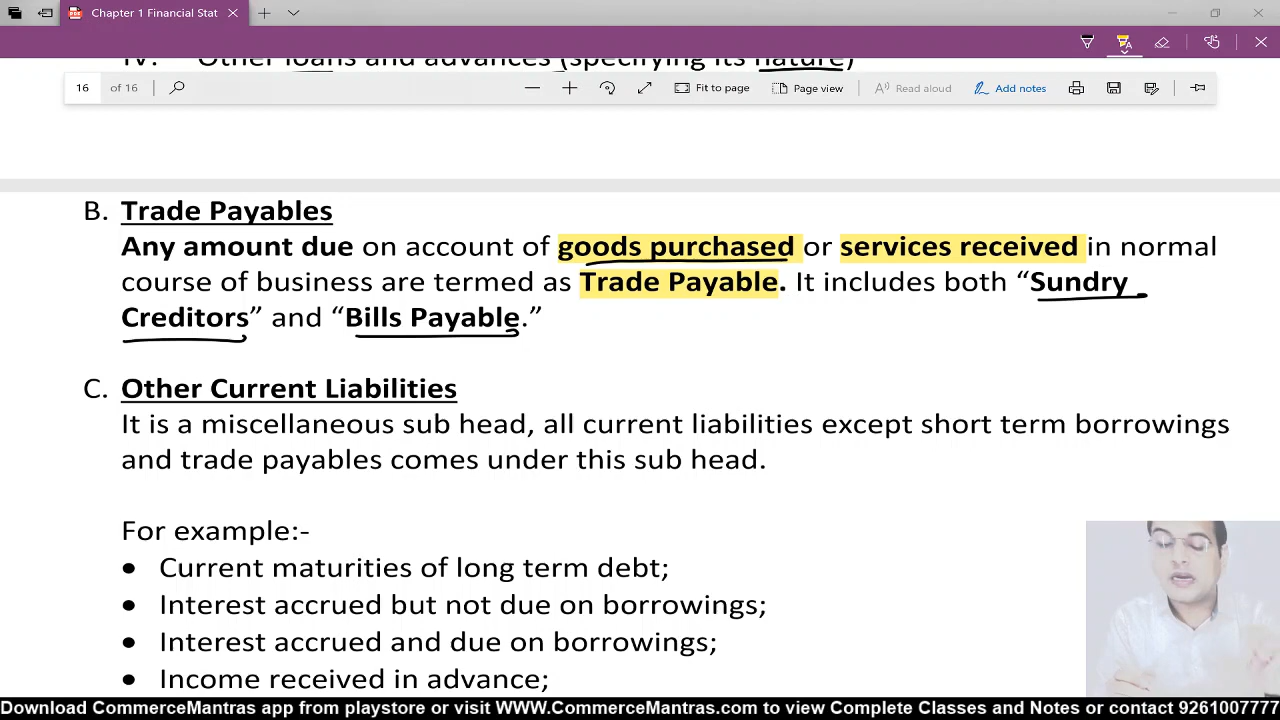 Chapter 1 Financial Stat
IV. Other loans and advances (specifying its nature)
16 of 16
Fit to page
Page view
Read aloud
Add notes
B. Trade Payables
Any amount due on account of goods purchased or services received in normal
course of business are termed as Trade Payable. It includes both “Sundry
Creditors” and “Bills Payable.”
C. Other Current Liabilities
It is a miscellaneous sub head, all current liabilities except short term borrowings
and trade payables comes under this sub head.
For example:-
• Current maturities of long term debt;
• Interest accrued but not due on borrowings;
• Interest accrued and due on borrowings;
• Income received in advance;
Download CommerceMantras app from playstore or visit WWW.CommerceMantras.com to view Complete Classes and Notes or contact 9261007777